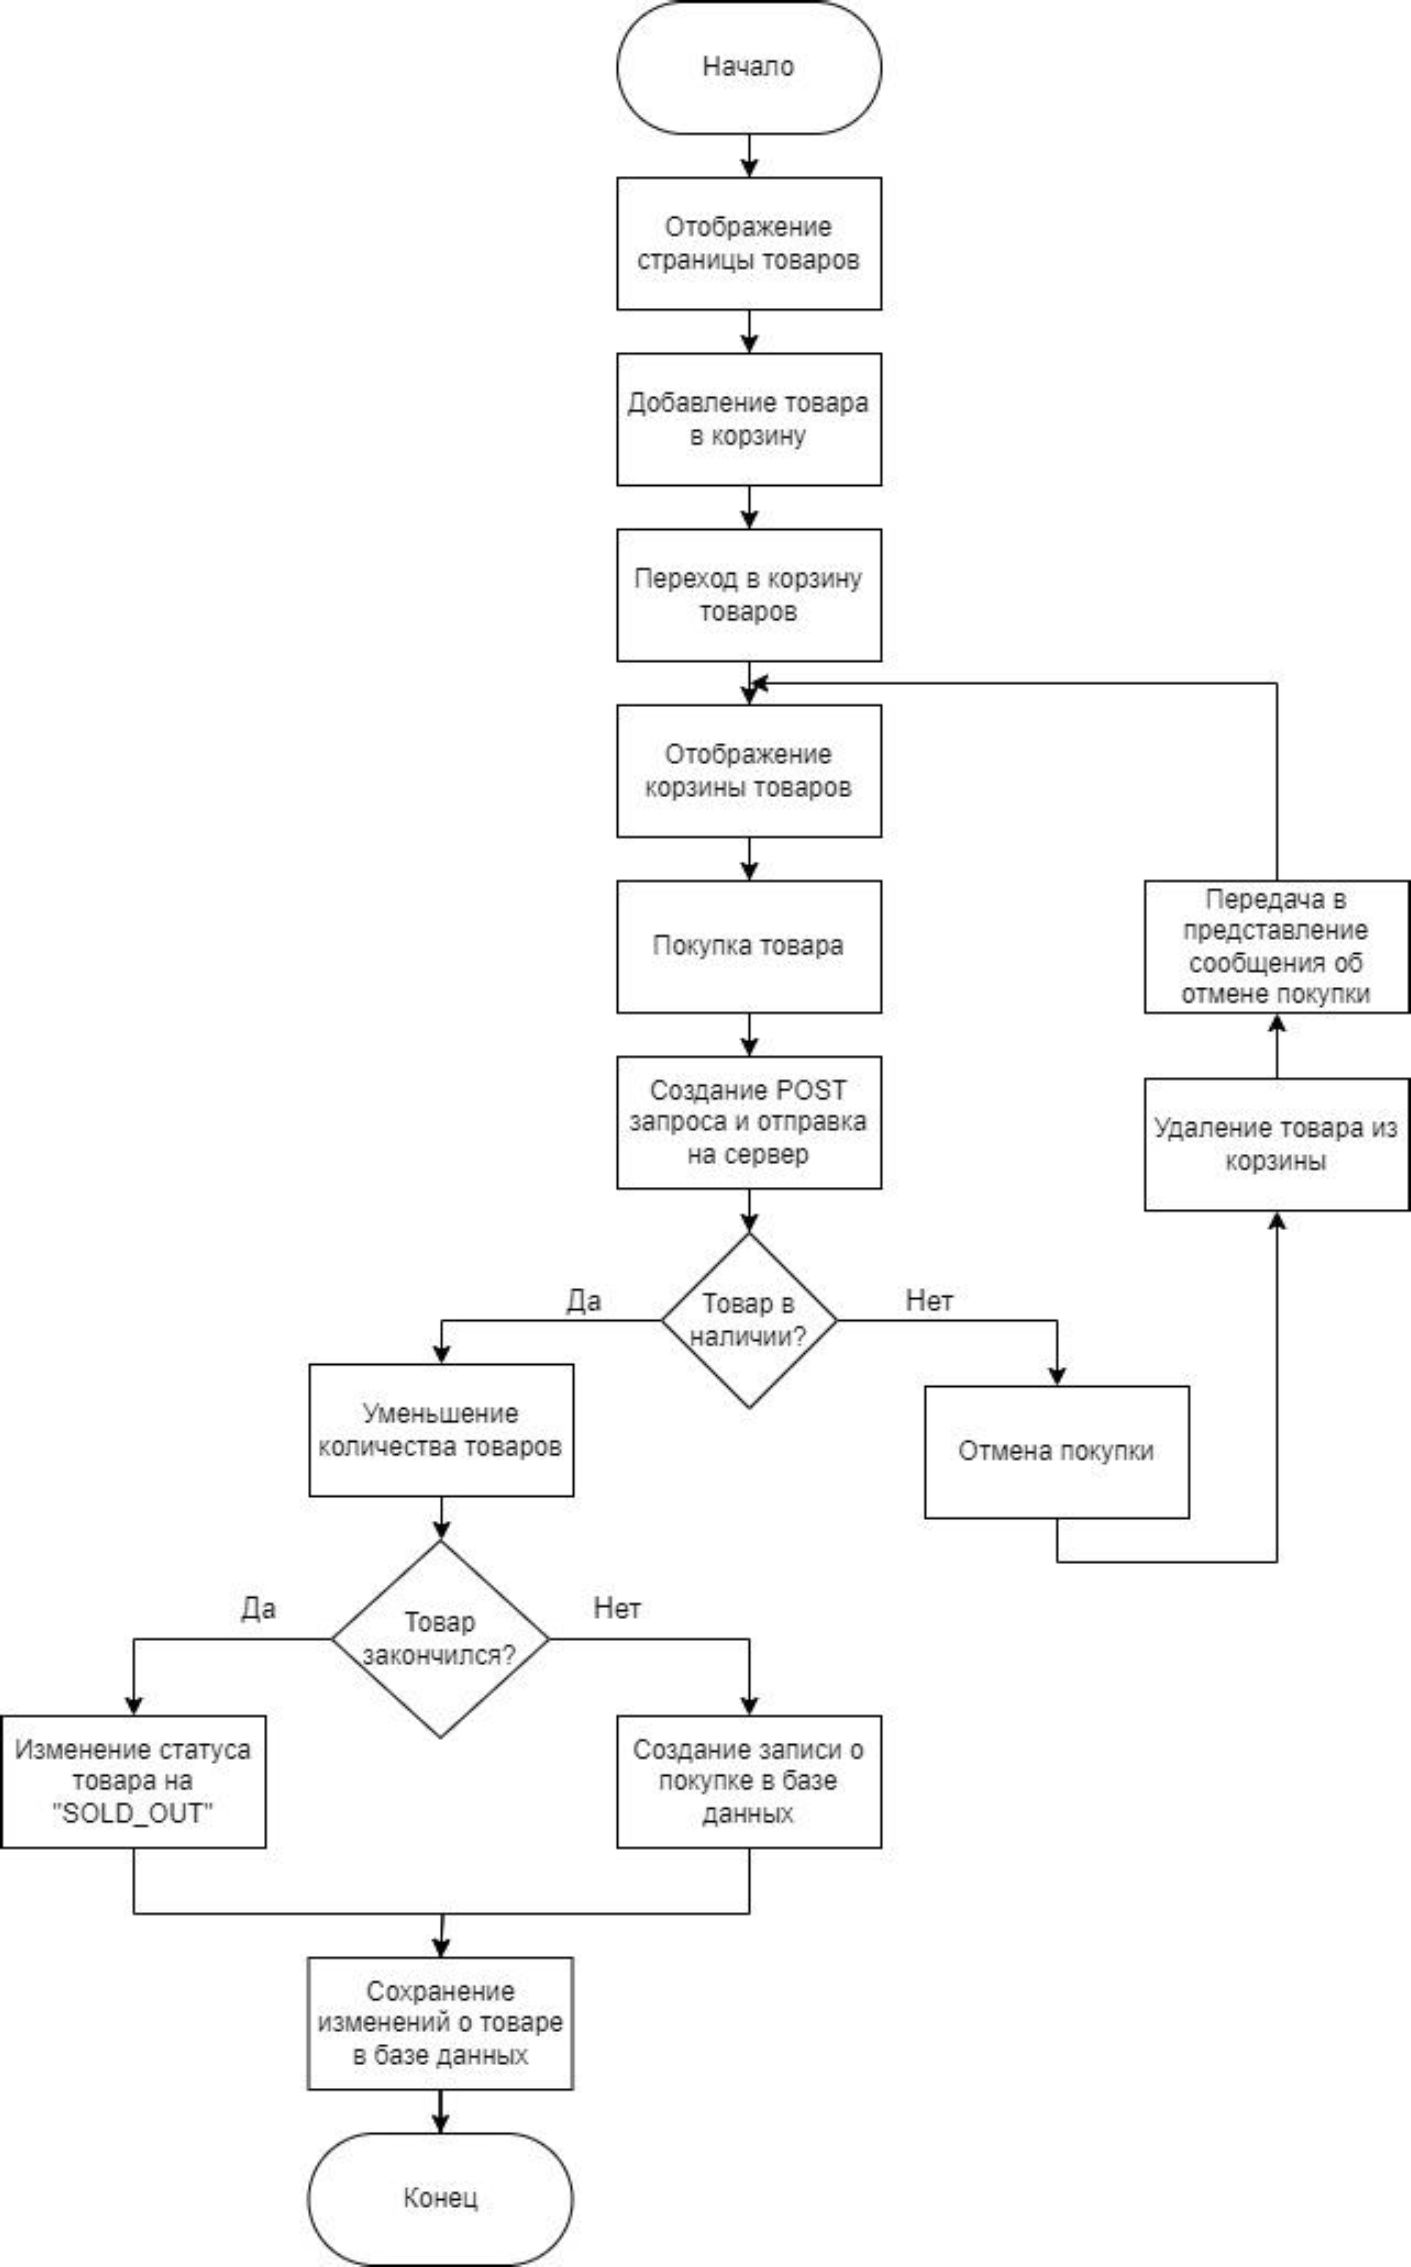 Начало
Отображение
страницы товаров
Добавление товара
в корзину
Переход в корзину
товаров
Отображение
корзины товаров
Покупка товара
Передача в
представление
сообщения об
отмене покупки
Создание POST
запроса и отправка
на сервер
Удаление товара из
корзины
Да
Товар в
наличии?
Нет
Уменьшение
количества товаров
Отмена покупки
Да
Товар
закончился?
Нет
Изменение статуса
товара на
"SOLD_OUT"
Создание записи о
покупке в базе
данных
Сохранение
изменений о товаре
в базе данных
Конец